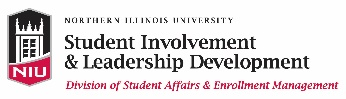 NORTHERN ILLINOIS UNIVERSITY
Student Involvement
& Leadership Development
NIU
Division of Student Affairs & Enrollment Management